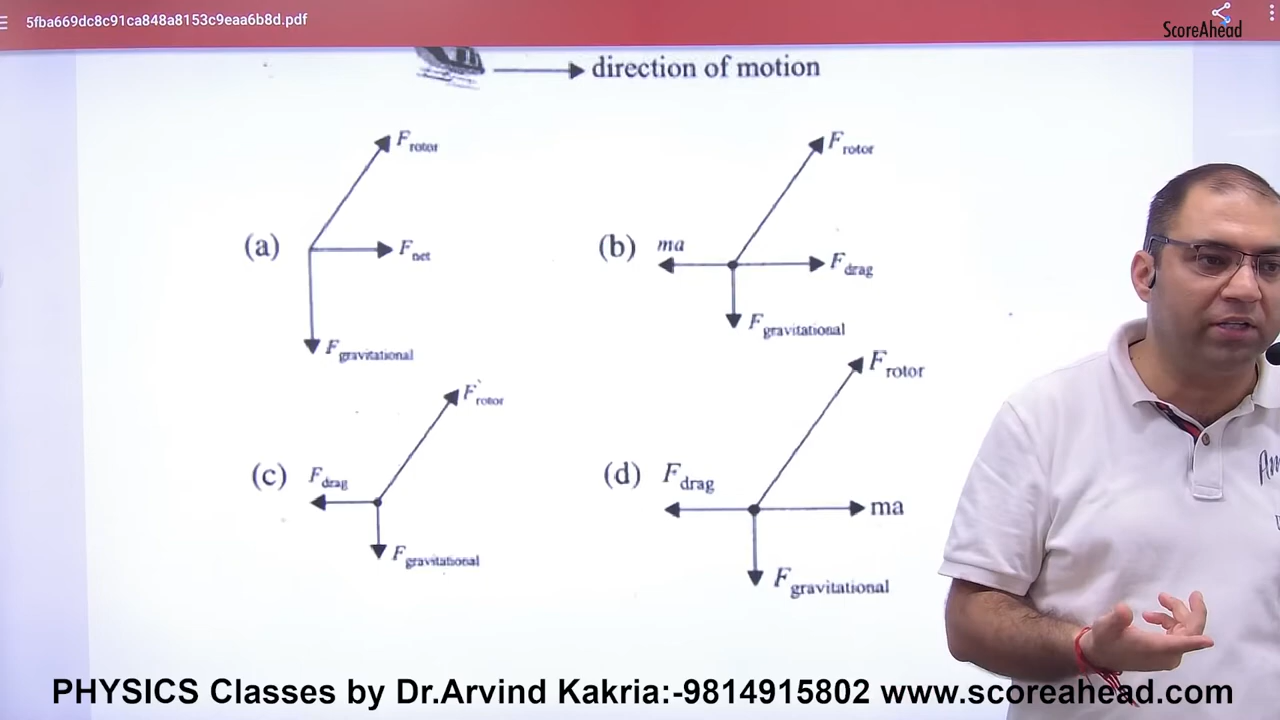 5fba669dc8c91ca848a8153c9eaa6b8d.pdf
ScoreAhead
direction of motion
(a) F rotor
F net
F gravitational
(b) F rotor
ma
F drag
F gravitational
(c) F rotor
F drag
F gravitational
(d) F rotor
F drag
ma
F gravitational
PHYSICS Classes by Dr.Arvind Kakria:-9814915802 www.scoreahead.com